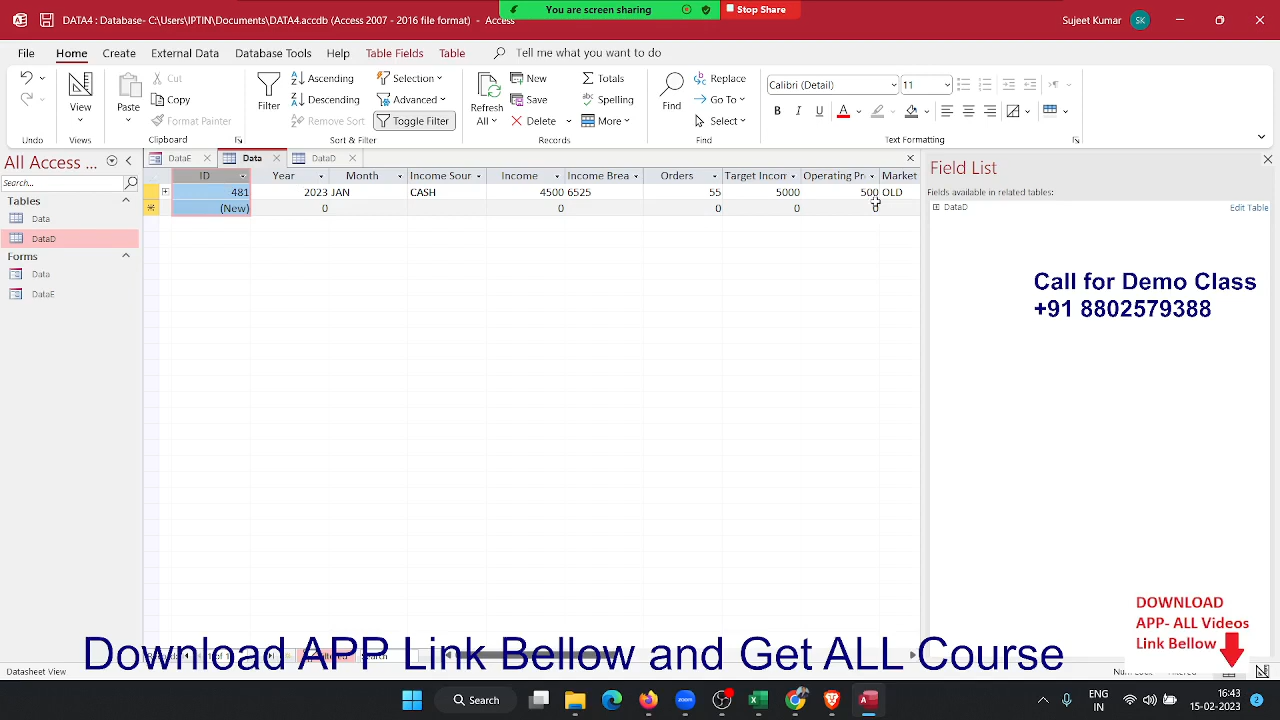 DATA4: Database- C:\Users\IPTIN\Documents\DATA4.accdb (Access 2007 - 2016 file format) - Access
You are screen sharing
Stop Share
Sujeet Kumar
SK
File
Home
Create
External Data
Database Tools
Help
Table Fields
Table
Tell me what you want to do
View
Paste
Cut
Copy
Format Painter
Filter
Ascending
Descending
Selection
Advanced
Toggle Filter
Refresh
All
New
Save
Delete
Totals
Spelling
More
Find
Replace
Go To
Select
Calibri (Detail)
11
B I U
Undo
Views
Clipboard
Sort & Filter
Records
Find
Text Formatting
All Access ...
Search...
Tables
Data
DataD
Forms
Data
DataE
DataE
Data
DataD
ID Year Month Income Sour Income Income Brea Orders Target Incom Operating Pr Market
481 2023 JAN CASH 4500 6525 55 5000 500 OLD
(New) 0 0 0 0 0
Field List
Fields available in related tables:
DataD
Edit Table
Call for Demo Class
+91 8802579388
DOWNLOAD
APP- ALL Videos
Link Bellow
Download APP Link Bellow and Get ALL Course
Datasheet View
Search
ENG
IN
16:43
15-02-2023
2